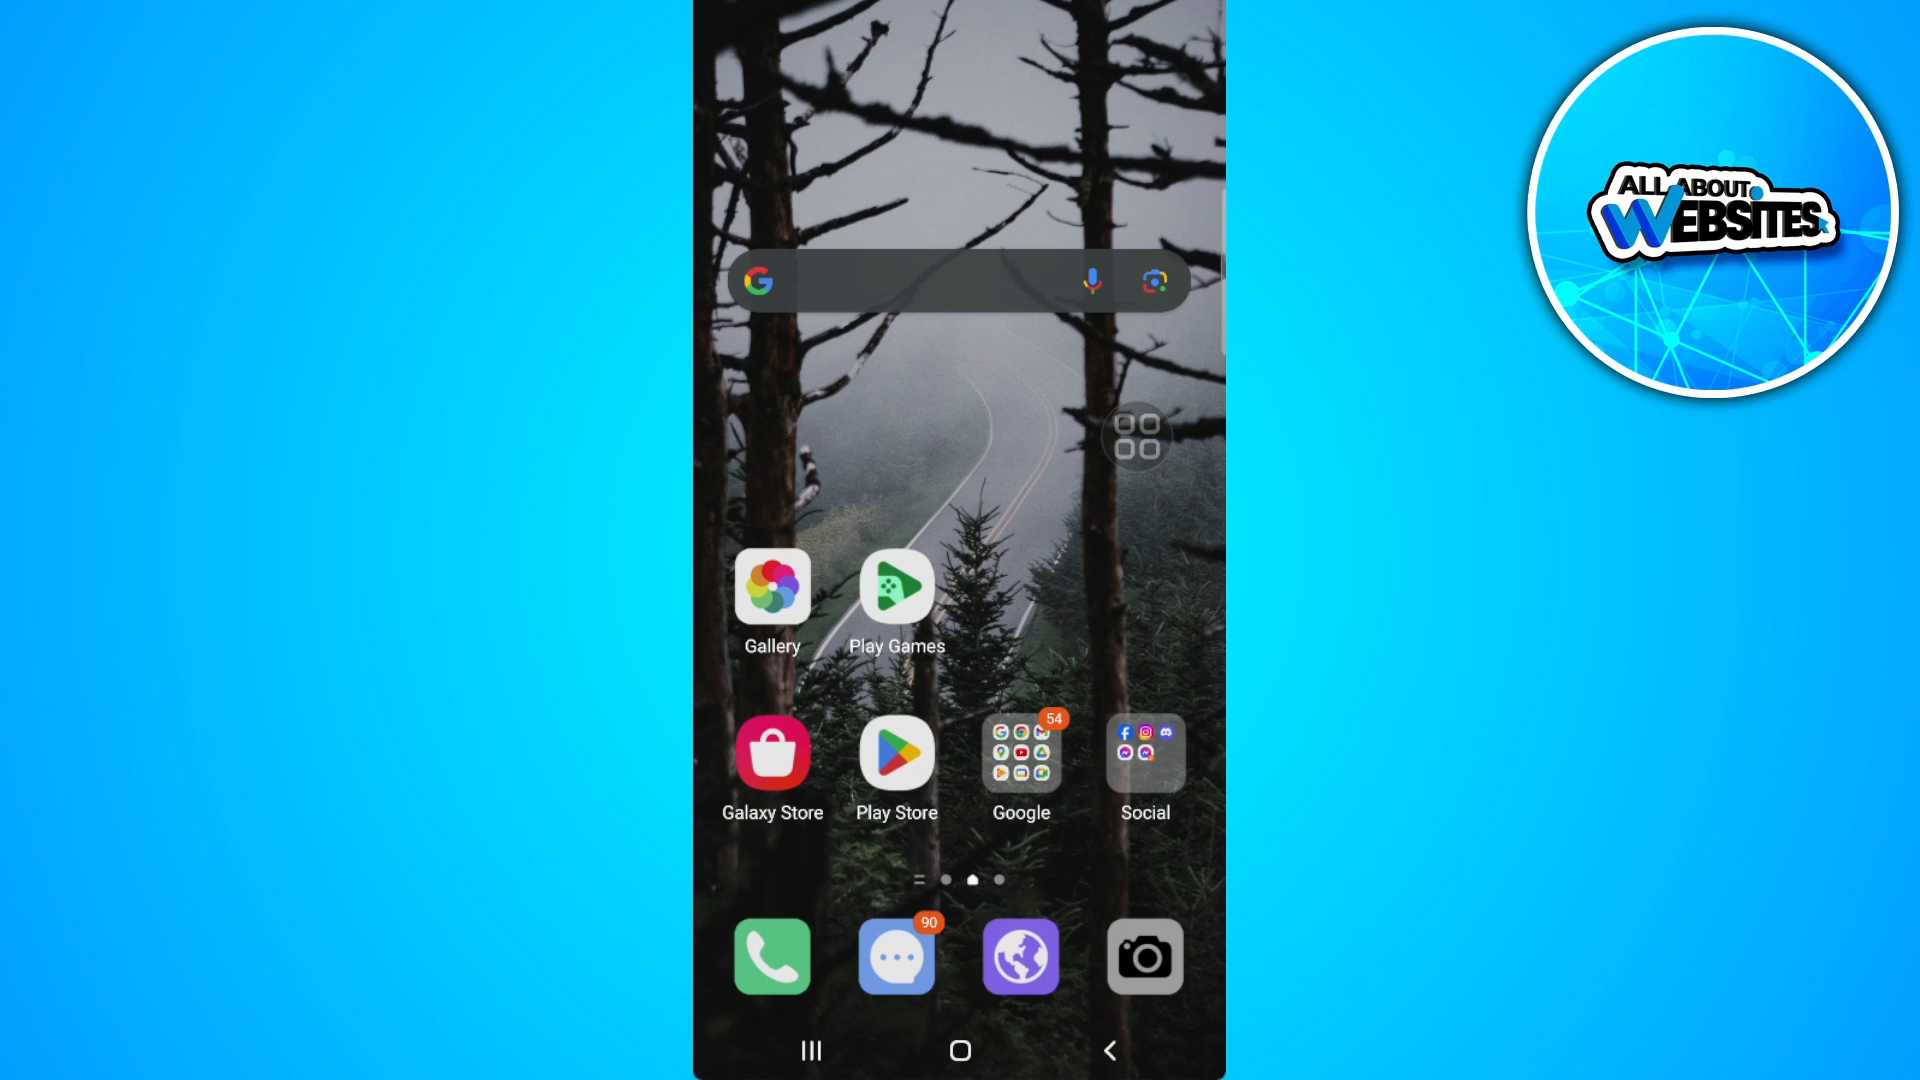 ALL ABOUT
WEBSITES
Gallery
Play Games
54
Galaxy Store
Play Store
Google
Social
90